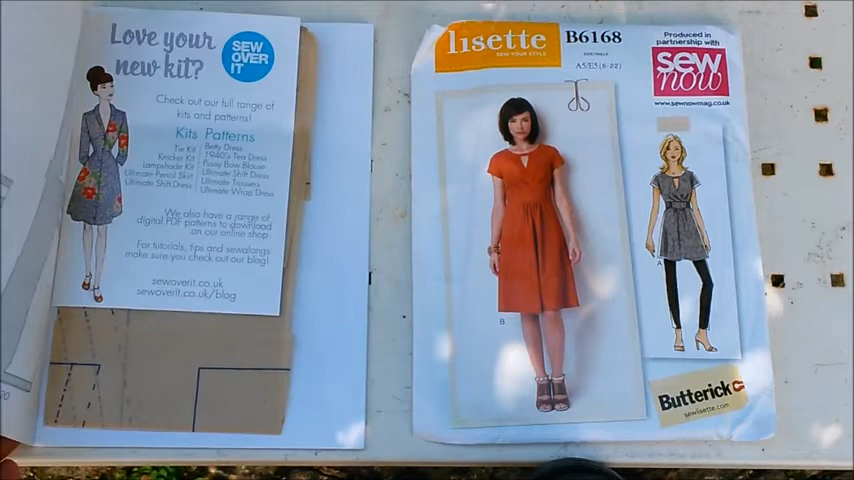 Love your
new kit?
SEW
OVER
IT
Check out our full range of
kits and patterns!
Kits Patterns
Tie Kit
Knicker Kit
Lampshade Kit
Ultimate Pencil Skirt
Ultimate Shift Dress
Betty Dress
1940's Tea Dress
Pussy Bow Blouse
Ultimate Shift Dress
Ultimate Trousers
Ultimate Wrap Dress
We also have a range of
digital PDF patterns to download
on our online shop.
For tutorials, tips and sewalongs
make sure you check out our blog!
sewoverit.co.uk
sewoverit.co.uk/blog
lisette
SEW YOUR STYLE
B6168
A5/E5 (6-22)
Produced in
partnership with
sew
now
www.sewnowmag.co.uk
A
B
Butterick
sewlisette.com